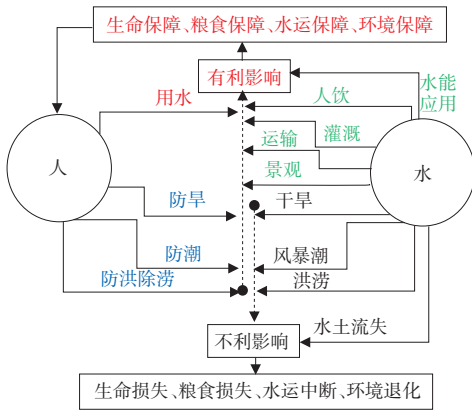 生命保障、粮食保障、水运保障、环境保障
有利影响
水能
应用
用水
人饮
灌溉
运输
景观
人
水
防旱
干旱
防潮
风暴潮
防洪除涝
洪涝
不利影响
水土流失
生命损失、粮食损失、水运中断、环境退化